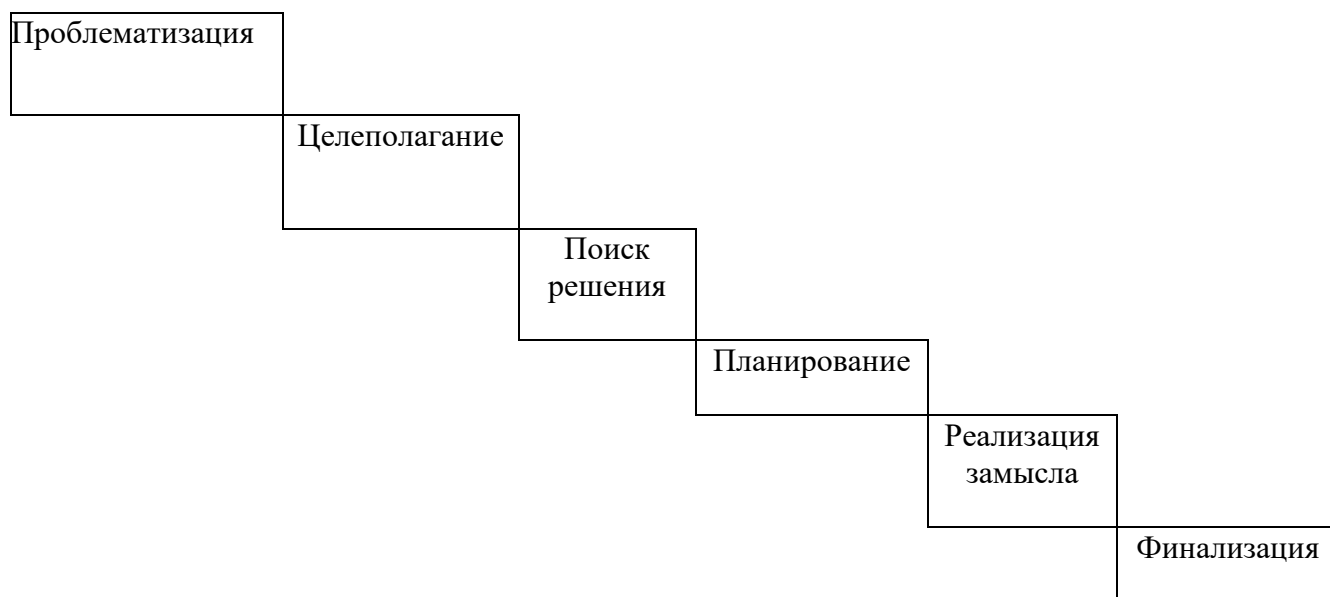 Проблематизация
Целеполагание
Поиск
решения
Планирование
Реализация
замысла
Финализация